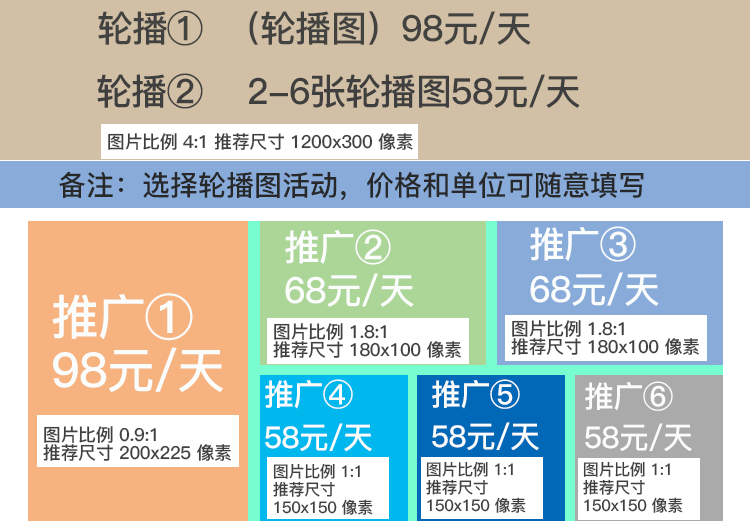 轮播① （轮播图）98元/天
轮播② 2-6张轮播图58元/天
图片比例 4:1 推荐尺寸 1200x300 像素
备注：选择轮播图活动，价格和单位可随意填写
推广①
98元/天
图片比例 0.9:1
推荐尺寸 200x225 像素
推广②
68元/天
图片比例 1.8:1
推荐尺寸 180x100 像素
推广③
68元/天
图片比例 1.8:1
推荐尺寸 180x100 像素
推广④
58元/天
图片比例 1:1
推荐尺寸
150x150 像素
推广⑤
58元/天
图片比例 1:1
推荐尺寸
150x150 像素
推广⑥
58元/天
图片比例 1:1
推荐尺寸
150x150 像素